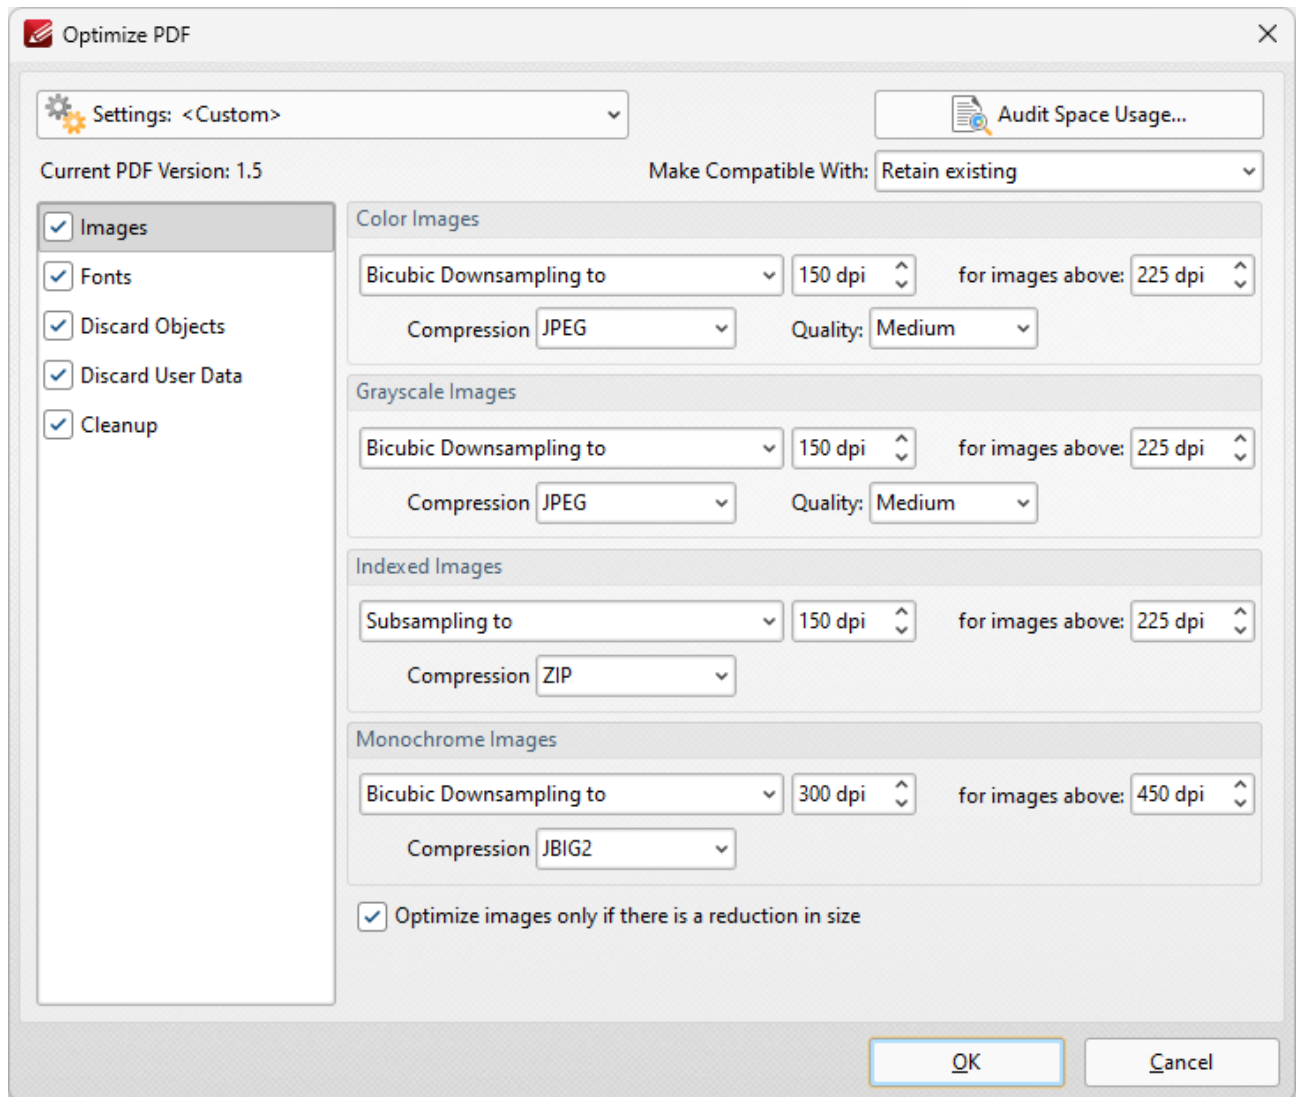 Optimize PDF
Settings: <Custom>
Audit Space Usage...
Current PDF Version: 1.5
Make Compatible With: Retain existing
Images
Fonts
Discard Objects
Discard User Data
Cleanup
Color Images
Bicubic Downsampling to 150 dpi for images above: 225 dpi
Compression JPEG Quality: Medium
Grayscale Images
Bicubic Downsampling to 150 dpi for images above: 225 dpi
Compression JPEG Quality: Medium
Indexed Images
Subsampling to 150 dpi for images above: 225 dpi
Compression ZIP
Monochrome Images
Bicubic Downsampling to 300 dpi for images above: 450 dpi
Compression JBIG2
Optimize images only if there is a reduction in size
OK Cancel